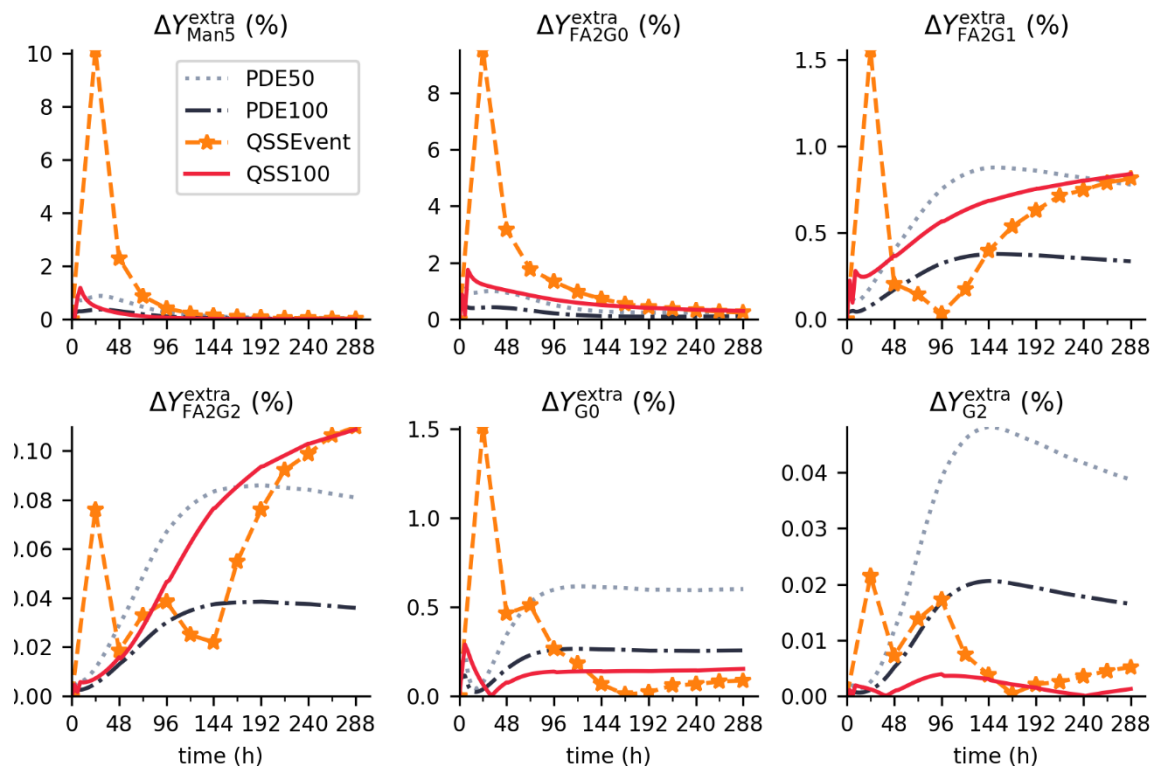 ΔY^extra_Man5 (%)
ΔY^extra_FA2G0 (%)
ΔY^extra_FA2G1 (%)
10
8
6
4
2
0
PDE50
PDE100
QSSEvent
QSS100
0 48 96 144 192 240 288
8
6
4
2
0
0 48 96 144 192 240 288
1.5
1.0
0.5
0.0
0 48 96 144 192 240 288
ΔY^extra_FA2G2 (%)
ΔY^extra_G0 (%)
ΔY^extra_G2 (%)
.10
.08
.06
.04
.02
.00
0 48 96 144 192 240 288
time (h)
1.5
1.0
0.5
0.0
0 48 96 144 192 240 288
time (h)
0.04
0.03
0.02
0.01
0.00
0 48 96 144 192 240 288
time (h)